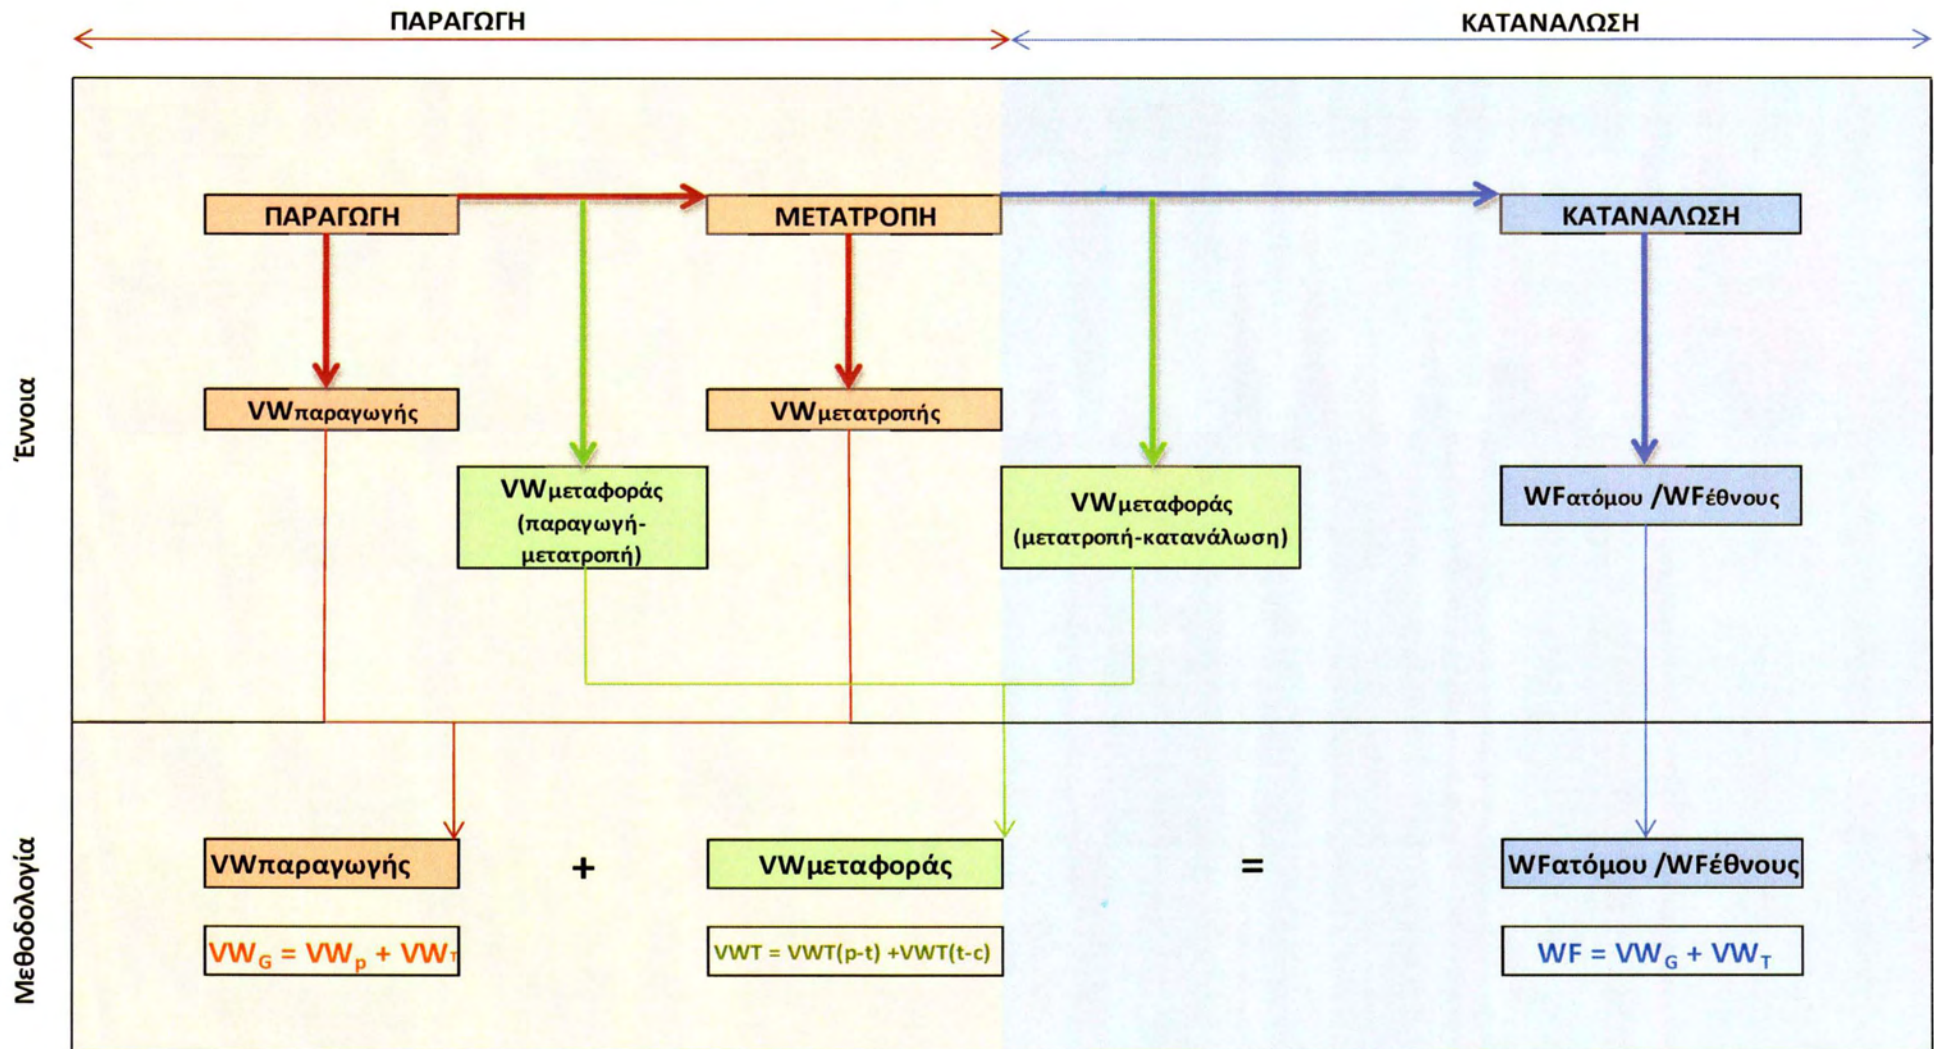 ΠΑΡΑΓΩΓΗ
ΚΑΤΑΝΑΛΩΣΗ
ΠΑΡΑΓΩΓΗ
ΜΕΤΑΤΡΟΠΗ
ΚΑΤΑΝΑΛΩΣΗ
Έννοια
VWπαραγωγής
VWμετατροπής
VWμεταφοράς
(παραγωγή-
μετατροπή)
VWμεταφοράς
(μετατροπή-κατανάλωση)
WFατόμου /WFέθνους
Μεθοδολογία
VWπαραγωγής
+
VWμεταφοράς
=
WFατόμου /WFέθνους
VWG = VWp + VWT
VWT = VWT(p-t) +VWT(t-c)
WF = VWG + VWT